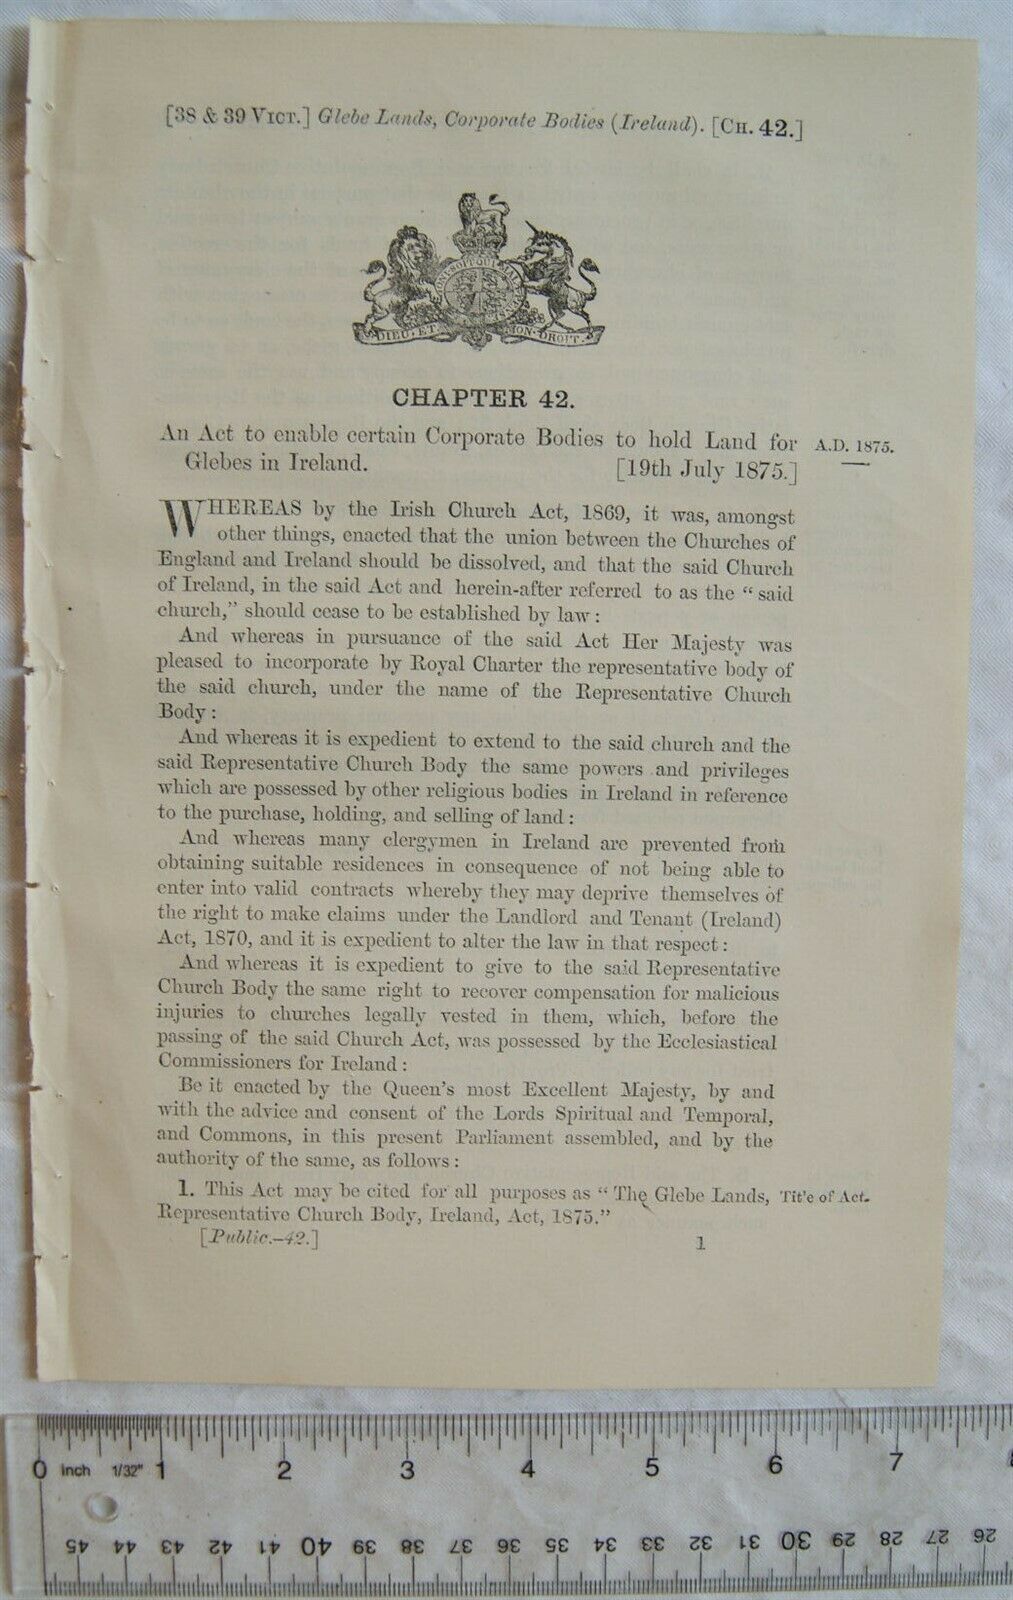 [38 & 39 VICT.] Glebe Lands, Corporate Bodies (Ireland). [CH. 42.]
DIEU · ET · MON · DROIT ·
CHAPTER 42.
An Act to enable certain Corporate Bodies to hold Land for A.D. 1875.
Glebes in Ireland. [19th July 1875.]
WHEREAS by the Irish Church Act, 1869, it was, amongst
other things, enacted that the union between the Churches of
England and Ireland should be dissolved, and that the said Church
of Ireland, in the said Act and herein-after referred to as the “ said
church,” should cease to be established by law :
And whereas in pursuance of the said Act Her Majesty was
pleased to incorporate by Royal Charter the representative body of
the said church, under the name of the Representative Church
Body :
And whereas it is expedient to extend to the said church and the
said Representative Church Body the same powers and privileges
which are possessed by other religious bodies in Ireland in reference
to the purchase, holding, and selling of land :
And whereas many clergymen in Ireland are prevented from
obtaining suitable residences in consequence of not being able to
enter into valid contracts whereby they may deprive themselves of
the right to make claims under the Landlord and Tenant (Ireland)
Act, 1870, and it is expedient to alter the law in that respect :
And whereas it is expedient to give to the said Representative
Church Body the same right to recover compensation for malicious
injuries to churches legally vested in them, which, before the
passing of the said Church Act, was possessed by the Ecclesiastical
Commissioners for Ireland :
Be it enacted by the Queen’s most Excellent Majesty, by and
with the advice and consent of the Lords Spiritual and Temporal,
and Commons, in this present Parliament assembled, and by the
authority of the same, as follows :
1. This Act may be cited for all purposes as “ The Glebe Lands, Tit'e of Act.
Representative Church Body, Ireland, Act, 1875.”
[Public.–42.] 1
0 Inch 1/32" 1 2 3 4 5 6 7
45 44 43 42 41 40 39 38 37 36 35 34 33 32 31 30 29 28 27 26